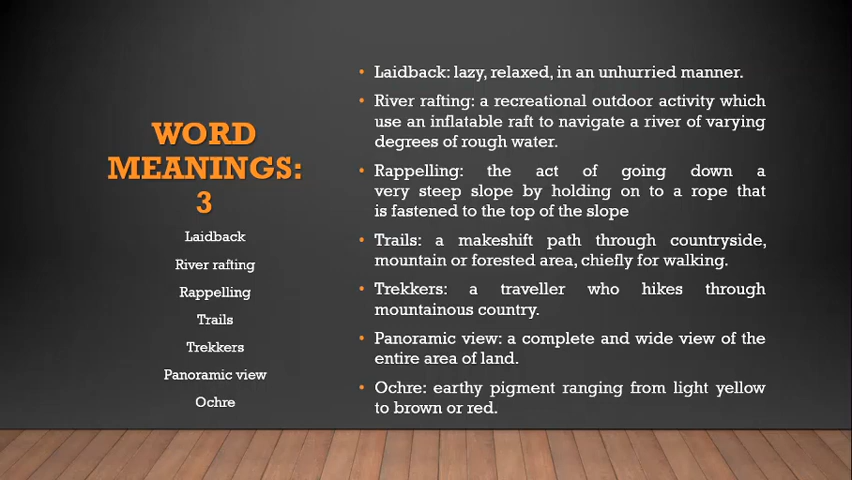 WORD
MEANINGS:
3
Laidback
River rafting
Rappelling
Trails
Trekkers
Panoramic view
Ochre
• Laidback: lazy, relaxed, in an unhurried manner.
• River rafting: a recreational outdoor activity which
use an inflatable raft to navigate a river of varying
degrees of rough water.
• Rappelling: the act of going down a
very steep slope by holding on to a rope that
is fastened to the top of the slope
• Trails: a makeshift path through countryside,
mountain or forested area, chiefly for walking.
• Trekkers: a traveller who hikes through
mountainous country.
• Panoramic view: a complete and wide view of the
entire area of land.
• Ochre: earthy pigment ranging from light yellow
to brown or red.